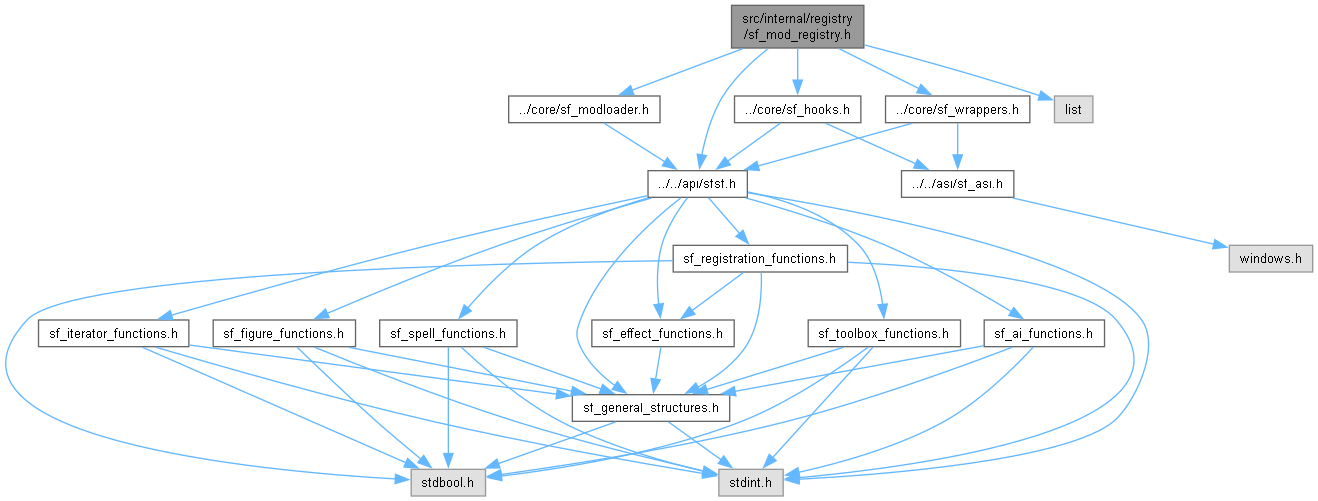 src/internal/registry
/sf_mod_registry.h
../core/sf_modloader.h
../core/sf_hooks.h
../core/sf_wrappers.h
list
../../api/sfsf.h
../../asi/sf_asi.h
sf_registration_functions.h
windows.h
sf_iterator_functions.h
sf_figure_functions.h
sf_spell_functions.h
sf_effect_functions.h
sf_toolbox_functions.h
sf_ai_functions.h
sf_general_structures.h
stdbool.h
stdint.h